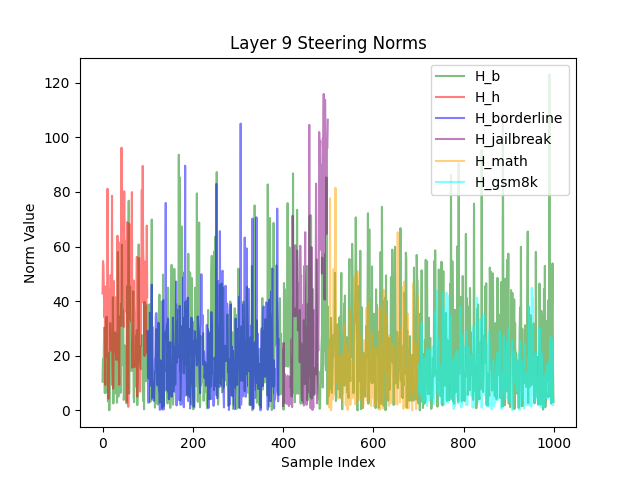 Layer 9 Steering Norms
Norm Value
120
100
80
60
40
20
0
H_b
H_h
H_borderline
H_jailbreak
H_math
H_gsm8k
0
200
400
600
800
1000
Sample Index